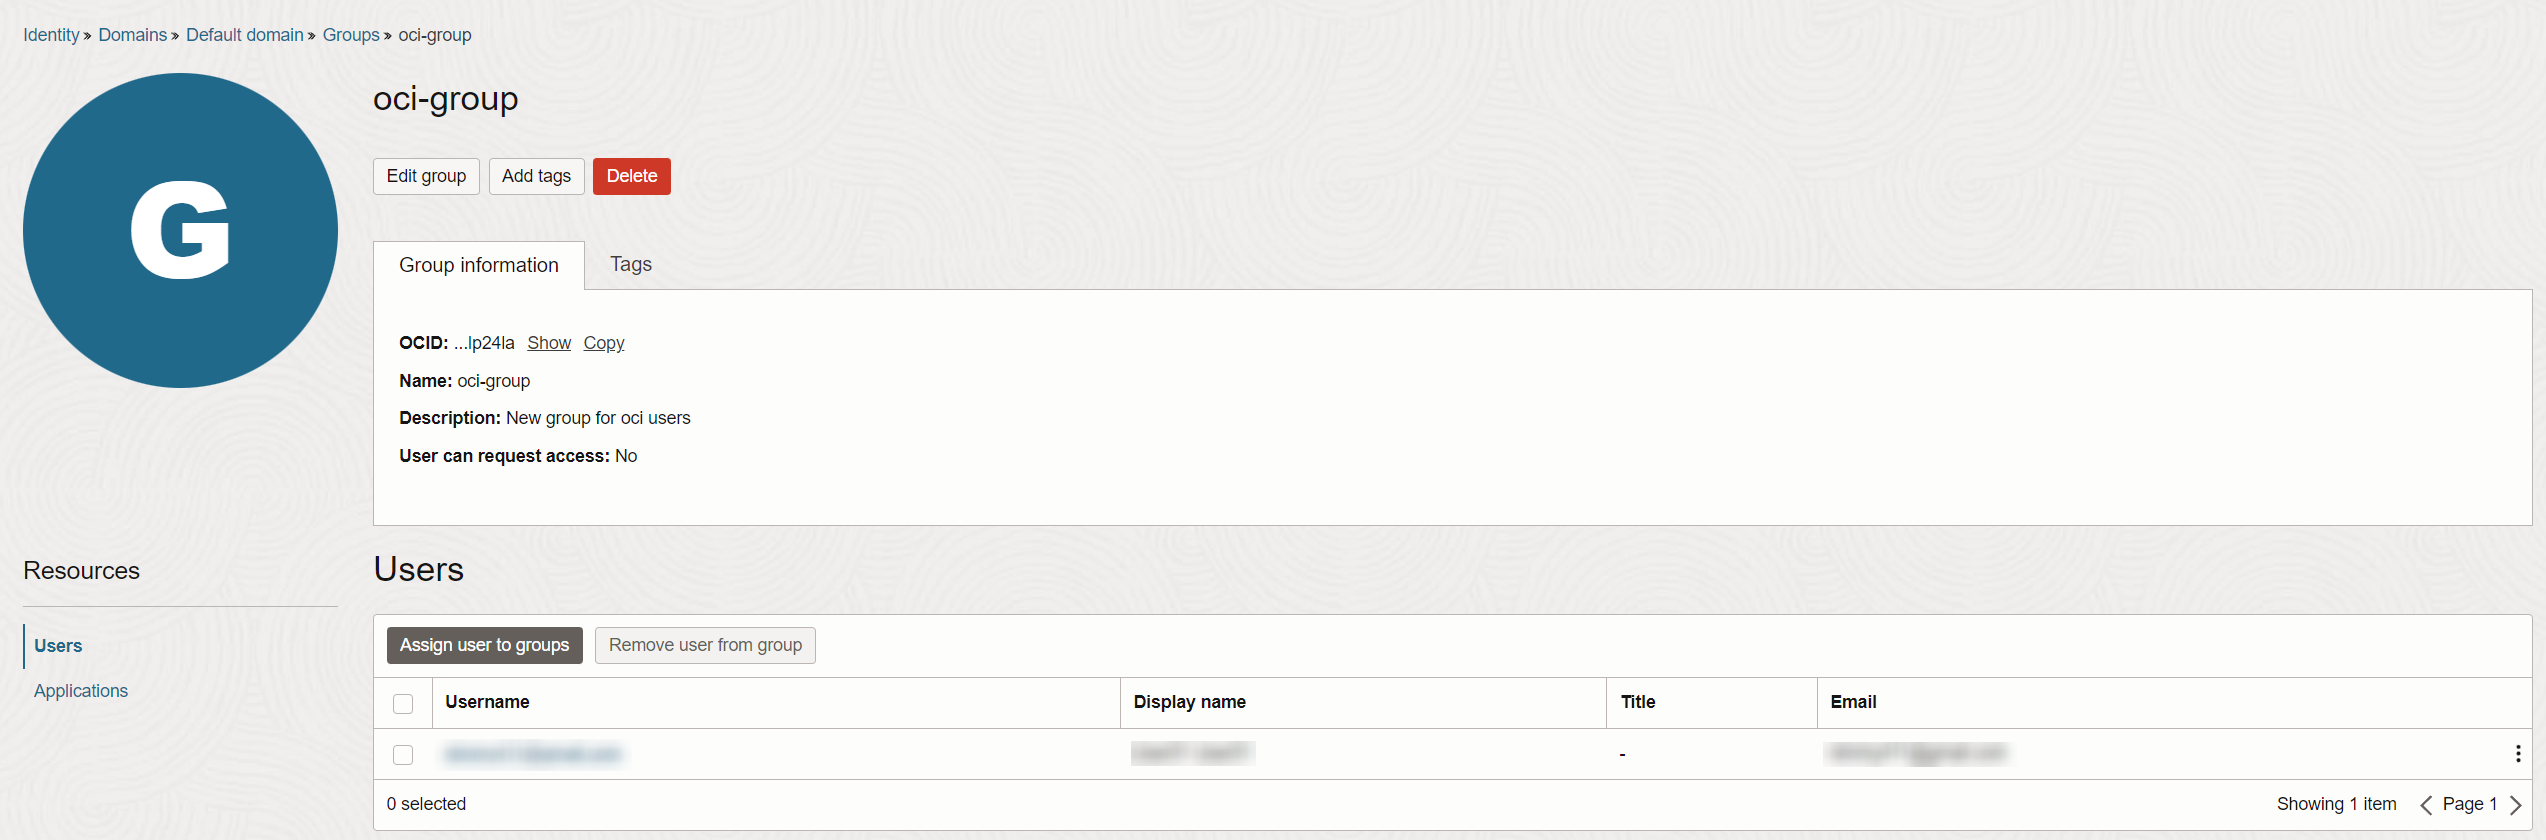 Identity » Domains » Default domain » Groups » oci-group
G
oci-group
Edit group Add tags Delete
Group information Tags
OCID: ...lp24la Show Copy
Name: oci-group
Description: New group for oci users
User can request access: No
Resources
Users
Applications
Users
Assign user to groups Remove user from group
Username Display name Title Email
-
0 selected Showing 1 item Page 1